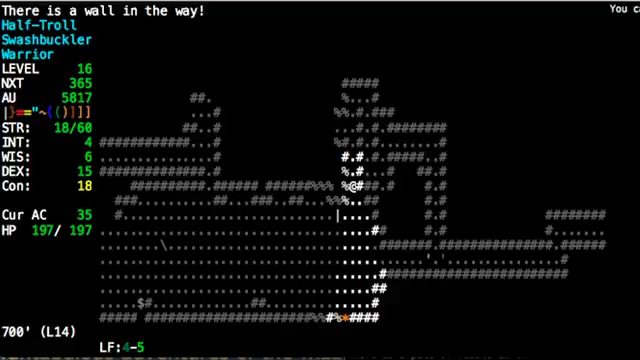 There is a wall in the way!
You ca
Half-Troll
Swashbuckler
Warrior
LEVEL 16
NXT 365
AU 5817
STR: 18/60
INT: 4
WIS: 6
DEX: 15
Con: 18
Cur AC 35
HP 197/ 197
700' (L14)
LF:4-5